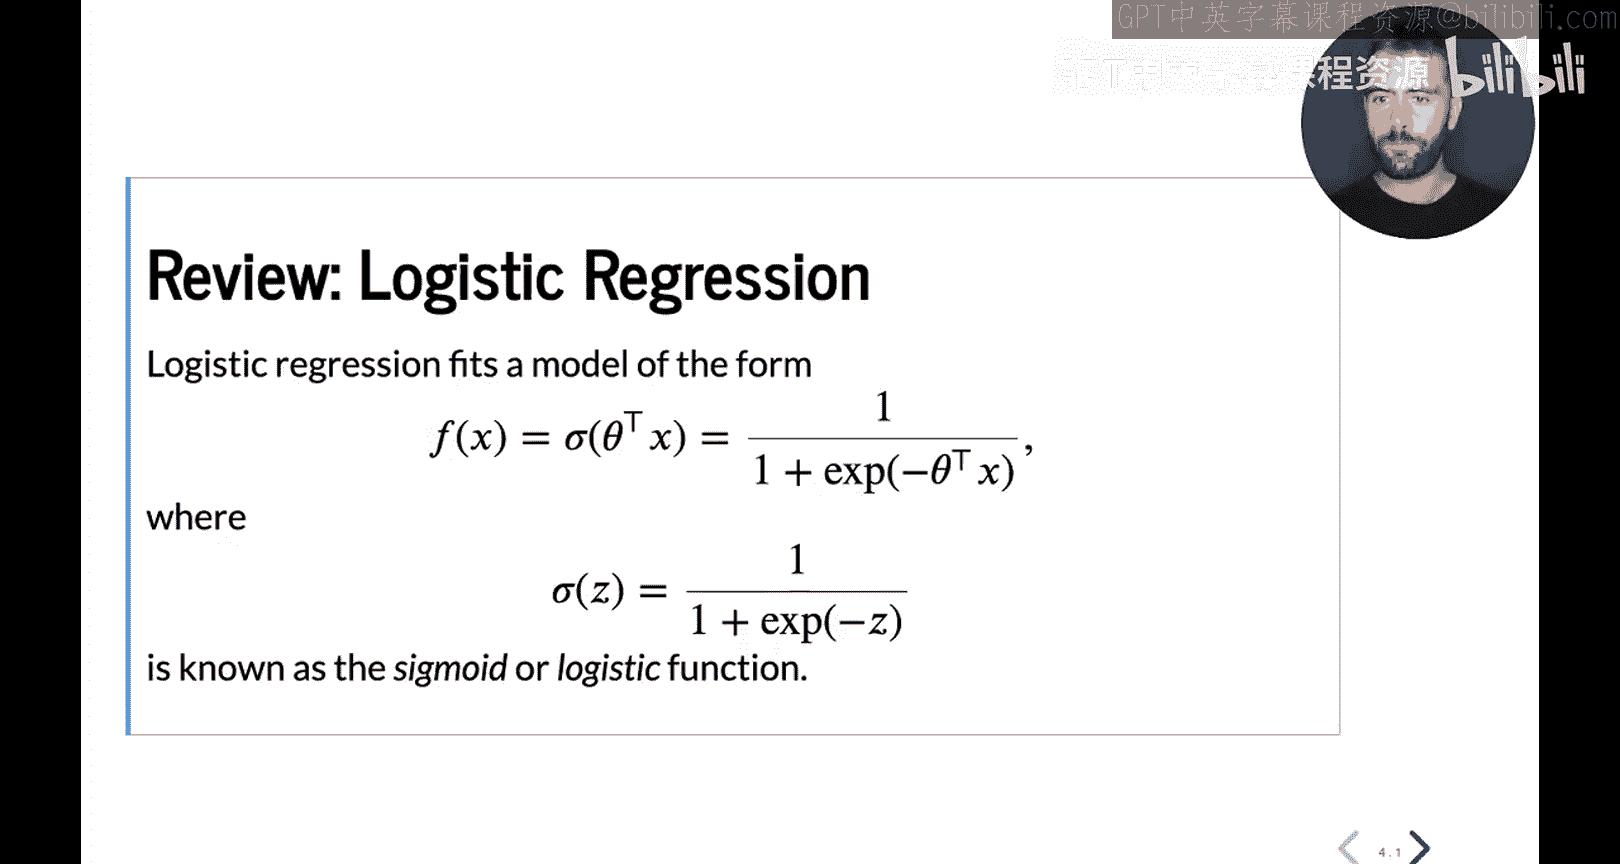 GPT中英字幕课程资源@bilibili.com
程资源 bilibili
Review: Logistic Regression
Logistic regression fits a model of the form
f(x) = σ(θ⊤ x) = 1 / (1 + exp(−θ⊤ x)),
where
σ(z) = 1 / (1 + exp(−z))
is known as the sigmoid or logistic function.
4.1